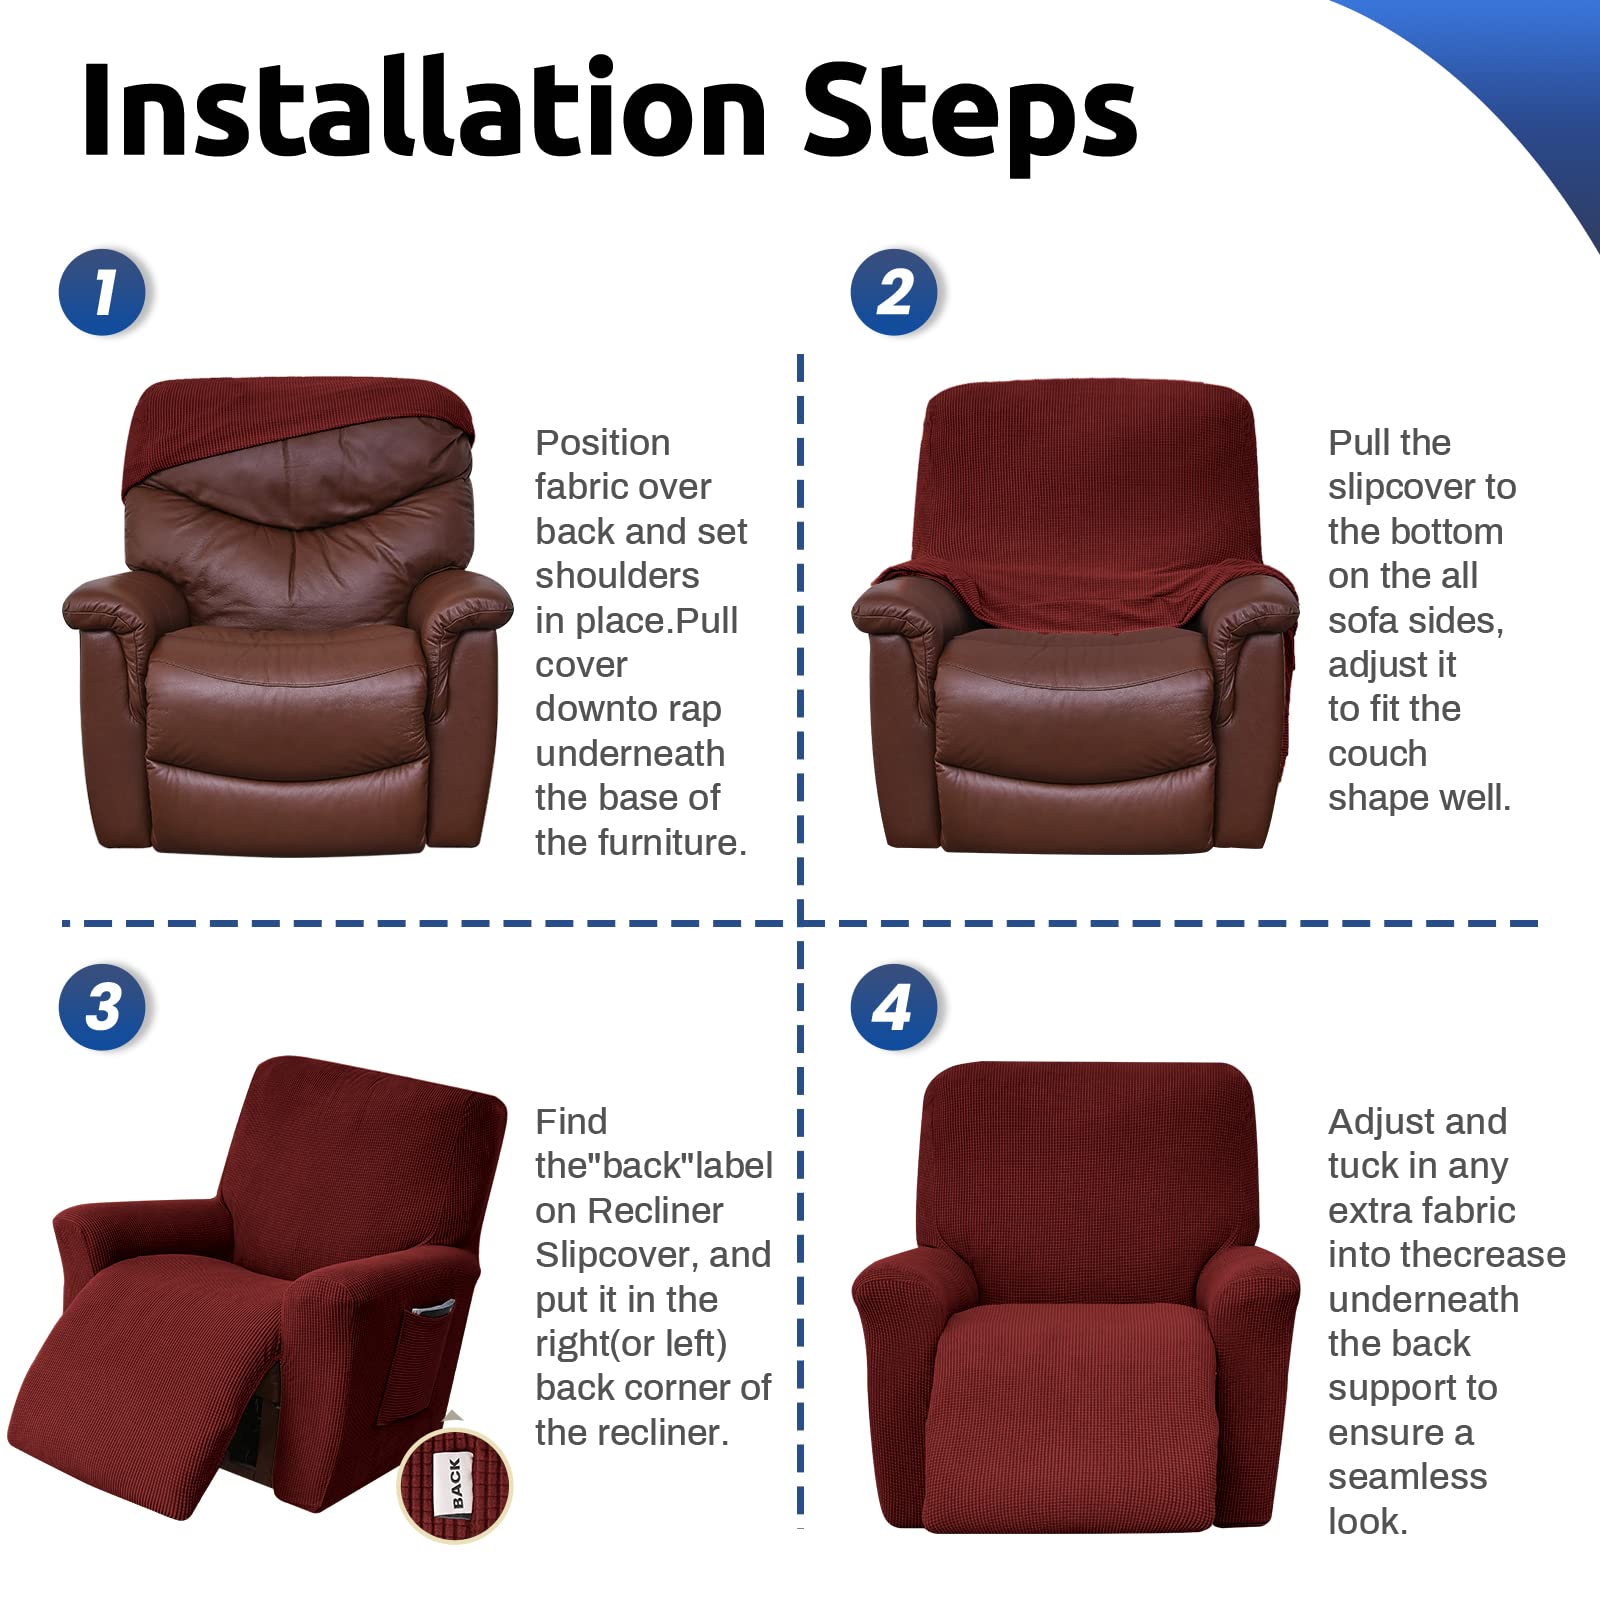 Installation Steps
1
Position
fabric over
back and set
shoulders
in place.Pull
cover
downto rap
underneath
the base of
the furniture.
2
Pull the
slipcover to
the bottom
on the all
sofa sides,
adjust it
to fit the
couch
shape well.
3
Find
the"back"label
on Recliner
Slipcover, and
put it in the
right(or left)
back corner of
the recliner.
BACK
4
Adjust and
tuck in any
extra fabric
into thecrease
underneath
the back
support to
ensure a
seamless
look.